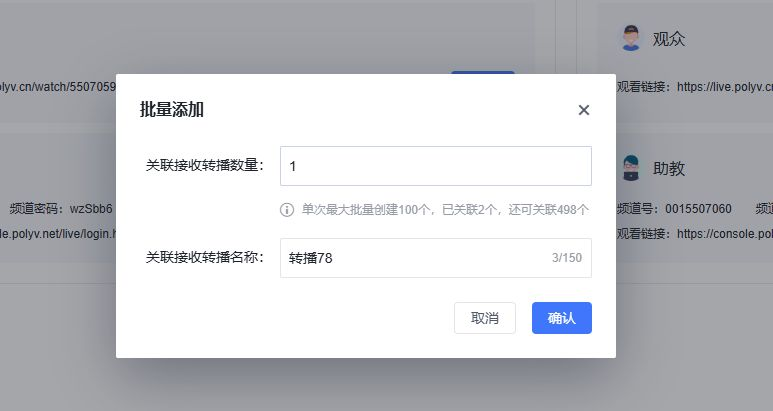 观众
olyv.cn/watch/5507059
观看链接：https://live.polyv.cn
批量添加
关联接收转播数量：
1
单次最大批量创建100个，已关联2个，还可关联498个
助教
频道密码：wzSbb6
频道号：0015507060
频道
le.polyv.net/live/login.h
观看链接：https://console.pol
关联接收转播名称：
转播78
3/150
取消
确认